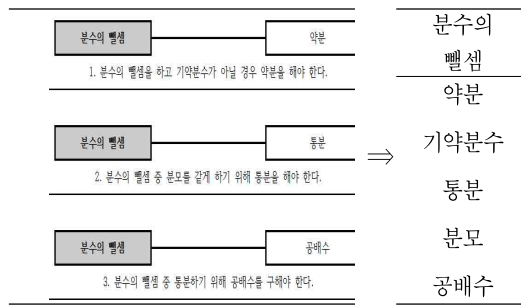 분수의 뺄셈 약분
1. 분수의 뺄셈을 하고 기약분수가 아닐 경우 약분을 해야 한다.
분수의 뺄셈 통분
2. 분수의 뺄셈 중 분모를 같게 하기 위해 통분을 해야 한다.
분수의 뺄셈 공배수
3. 분수의 뺄셈 중 통분하기 위해 공배수를 구해야 한다.
⇒
분수의
뺄셈
약분
기약분수
통분
분모
공배수